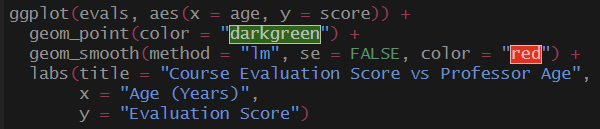 ggplot(evals, aes(x = age, y = score)) +
  geom_point(color = "darkgreen") +
  geom_smooth(method = "lm", se = FALSE, color = "red") +
  labs(title = "Course Evaluation Score vs Professor Age",
       x = "Age (Years)",
       y = "Evaluation Score")